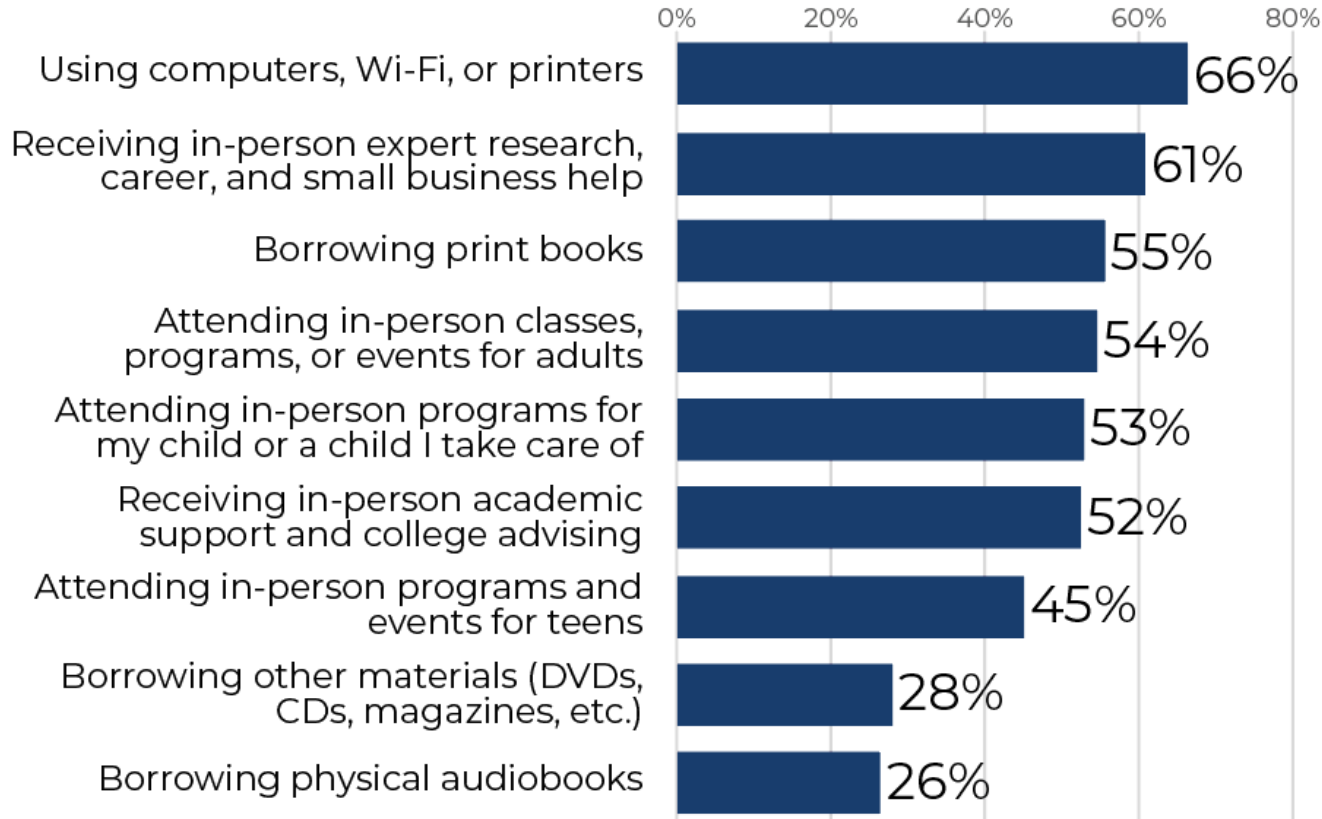 0% 20% 40% 60% 80%
Using computers, Wi-Fi, or printers 66%
Receiving in-person expert research,
career, and small business help 61%
Borrowing print books 55%
Attending in-person classes,
programs, or events for adults 54%
Attending in-person programs for
my child or a child I take care of 53%
Receiving in-person academic
support and college advising 52%
Attending in-person programs and
events for teens 45%
Borrowing other materials (DVDs,
CDs, magazines, etc.) 28%
Borrowing physical audiobooks 26%